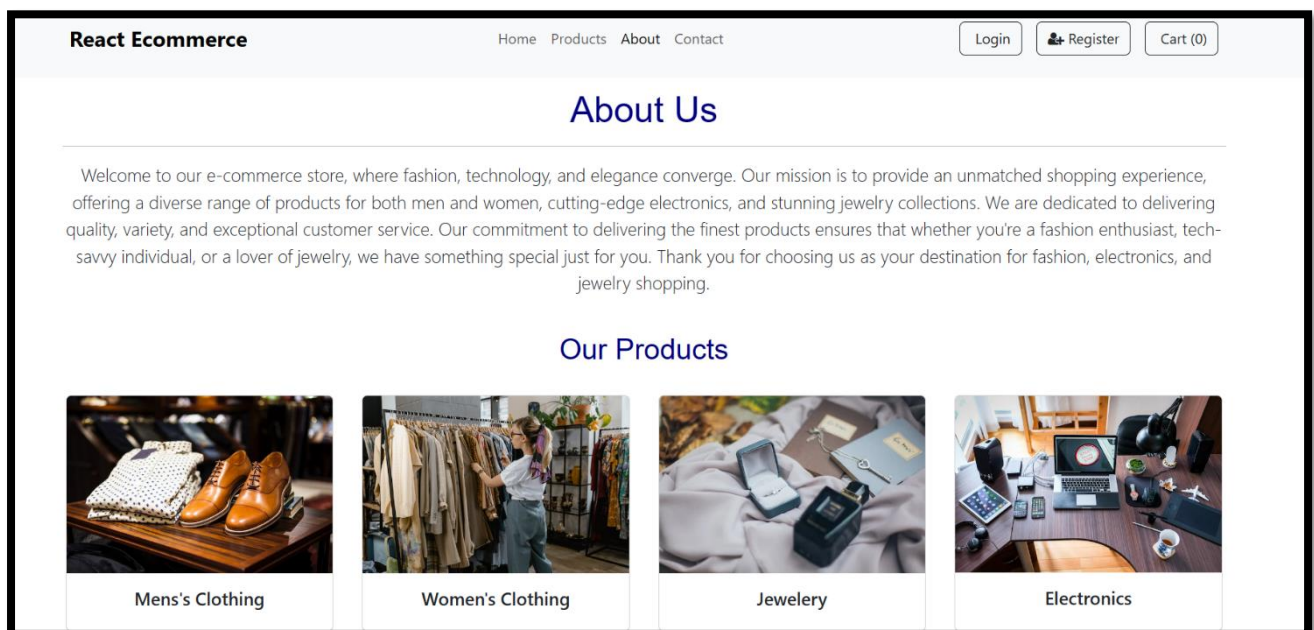 React Ecommerce
Home Products About Contact
Login
Register
Cart (0)
About Us
Welcome to our e-commerce store, where fashion, technology, and elegance converge. Our mission is to provide an unmatched shopping experience,
offering a diverse range of products for both men and women, cutting-edge electronics, and stunning jewelry collections. We are dedicated to delivering
quality, variety, and exceptional customer service. Our commitment to delivering the finest products ensures that whether you're a fashion enthusiast, tech-
savvy individual, or a lover of jewelry, we have something special just for you. Thank you for choosing us as your destination for fashion, electronics, and
jewelry shopping.
Our Products
Mens's Clothing
Women's Clothing
Jewelery
Electronics